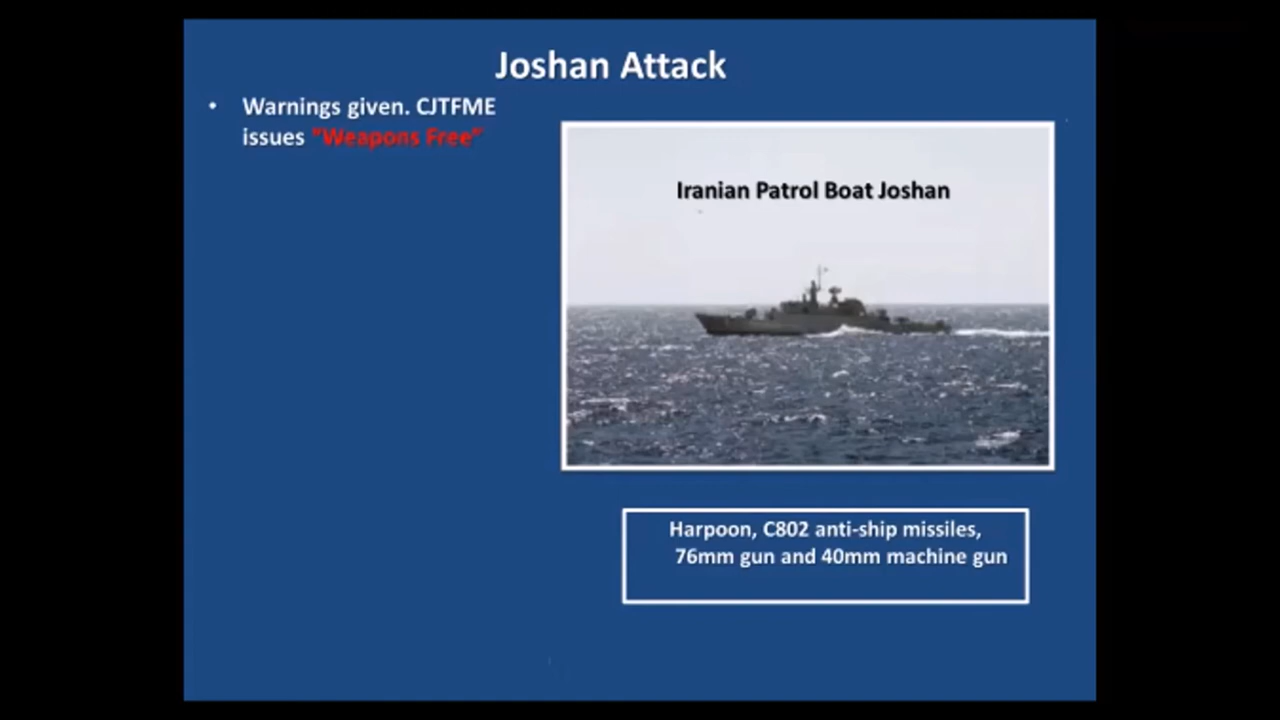 Joshan Attack
• Warnings given. CJTFME
issues "Weapons Free"
Iranian Patrol Boat Joshan
Harpoon, C802 anti-ship missiles,
76mm gun and 40mm machine gun